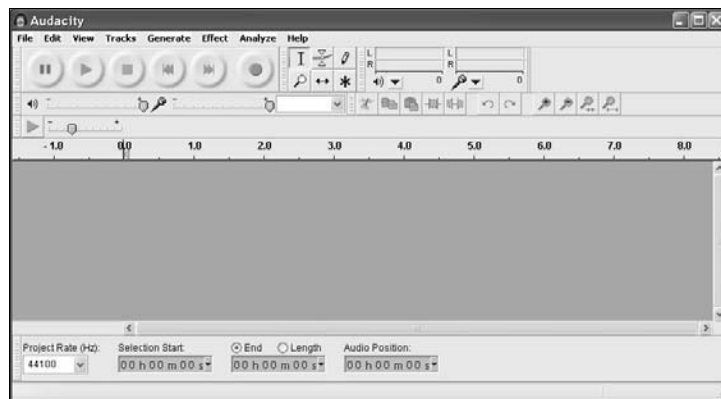 Audacity
File Edit View Tracks Generate Effect Analyze Help
L L
R R
0 0
- 1.0 0.0 1.0 2.0 3.0 4.0 5.0 6.0 7.0 8.0
Project Rate (Hz): Selection Start: End Length Audio Position:
44100 00 h 00 m 00 s 00 h 00 m 00 s 00 h 00 m 00 s